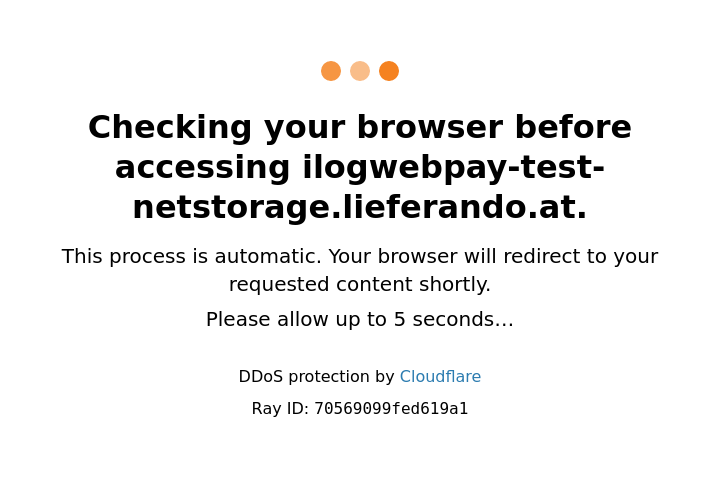 Checking your browser before
accessing ilogwebpay-test-
netstorage.lieferando.at.
This process is automatic. Your browser will redirect to your
requested content shortly.
Please allow up to 5 seconds…
DDoS protection by Cloudflare
Ray ID: 70569099fed619a1